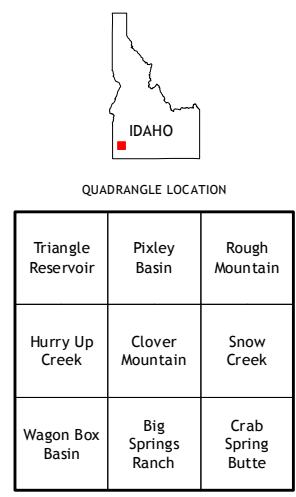 IDAHO
QUADRANGLE LOCATION
Triangle
Reservoir
Pixley
Basin
Rough
Mountain
Hurry Up
Creek
Clover
Mountain
Snow
Creek
Wagon Box
Basin
Big
Springs
Ranch
Crab
Spring
Butte